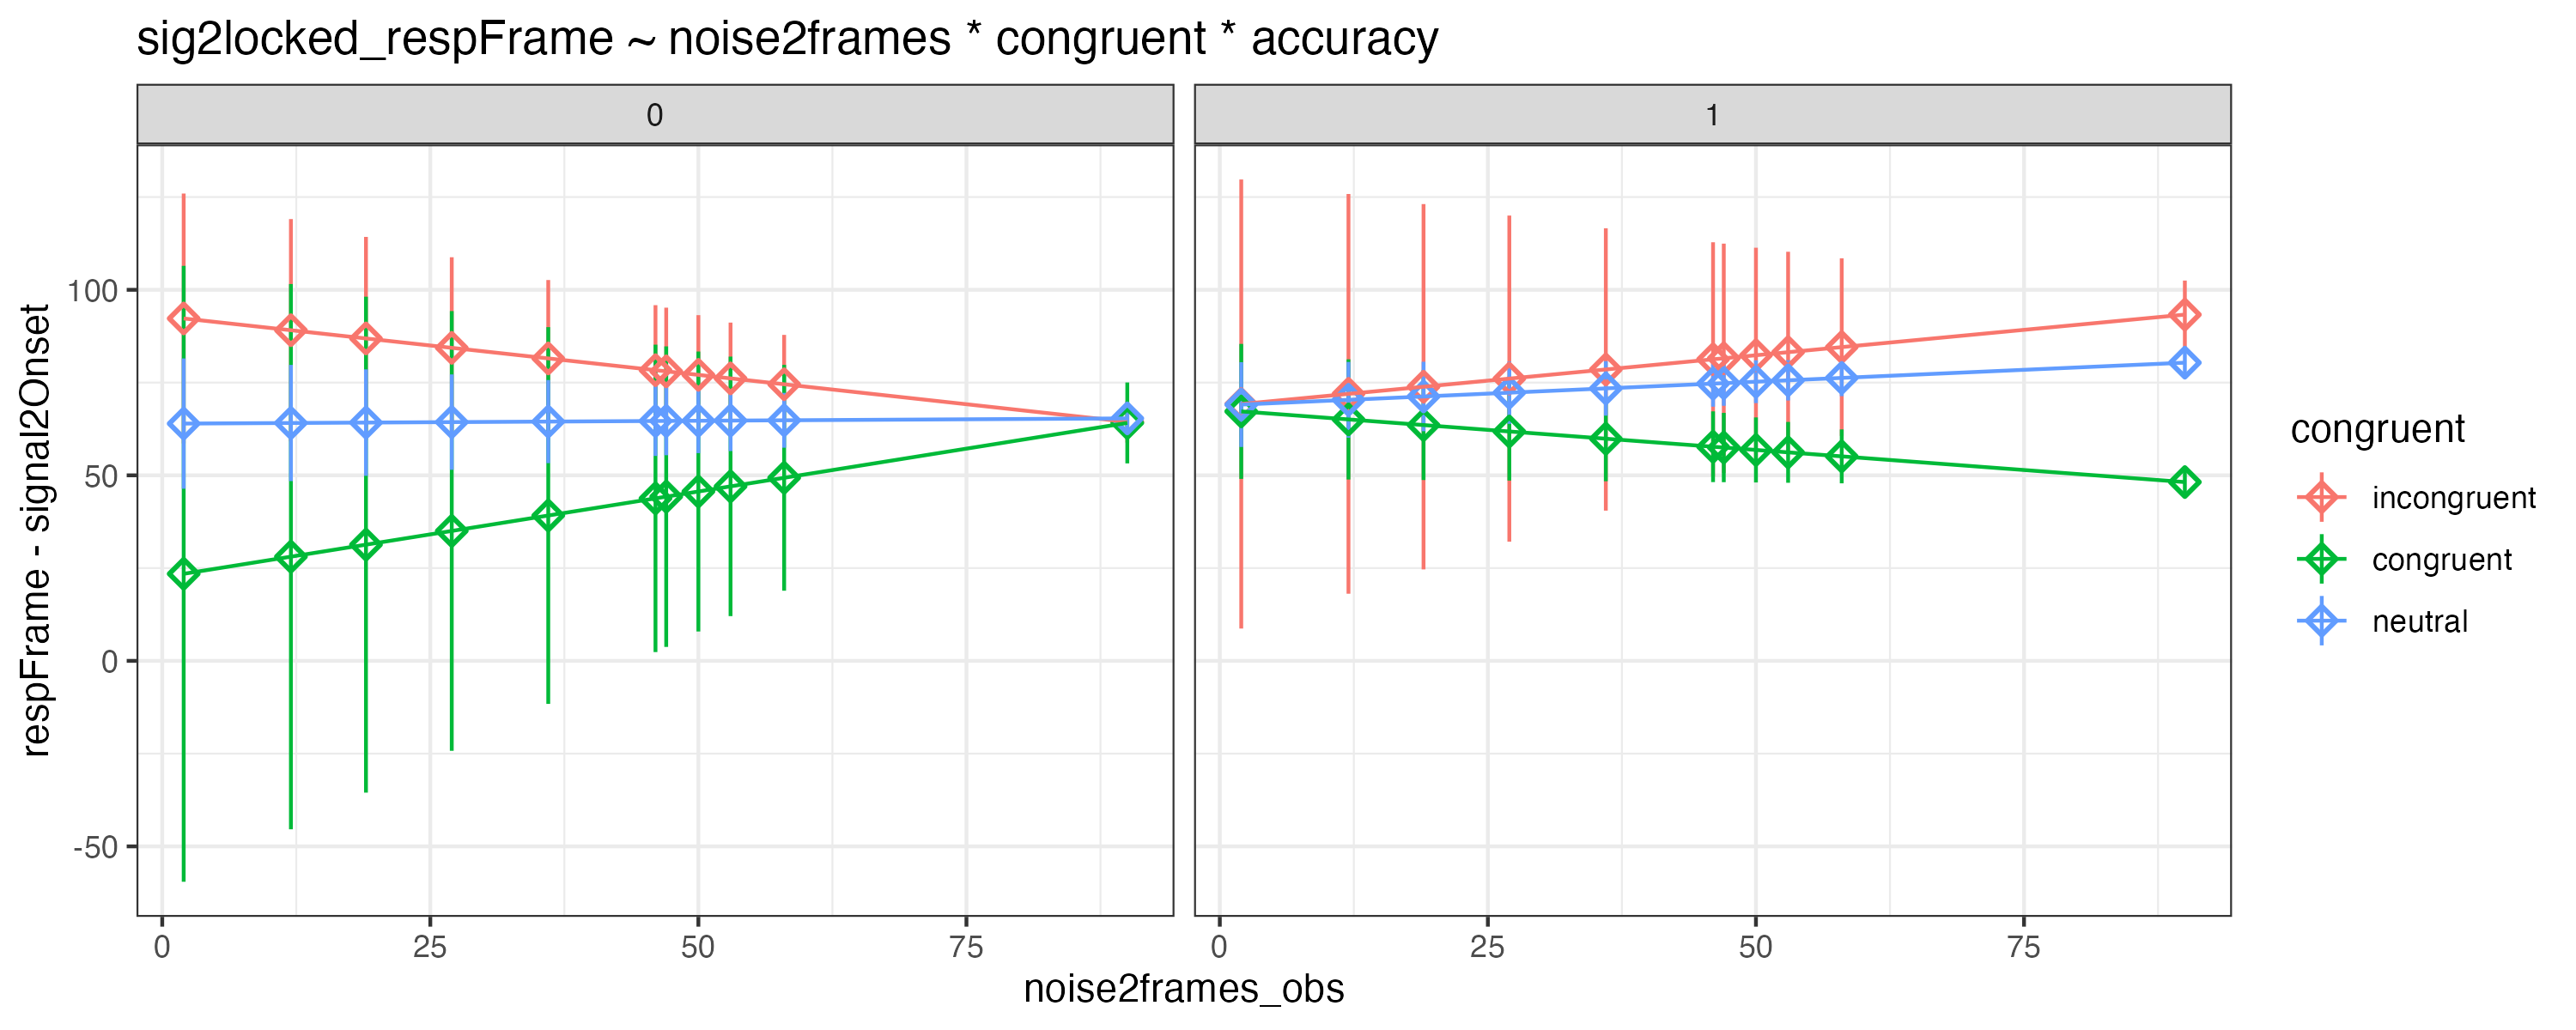 sig2locked_respFrame ~ noise2frames * congruent * accuracy
0
1
respFrame - signal2Onset
100
50
0
-50
0
25
50
75
0
25
50
75
noise2frames_obs
congruent
incongruent
congruent
neutral